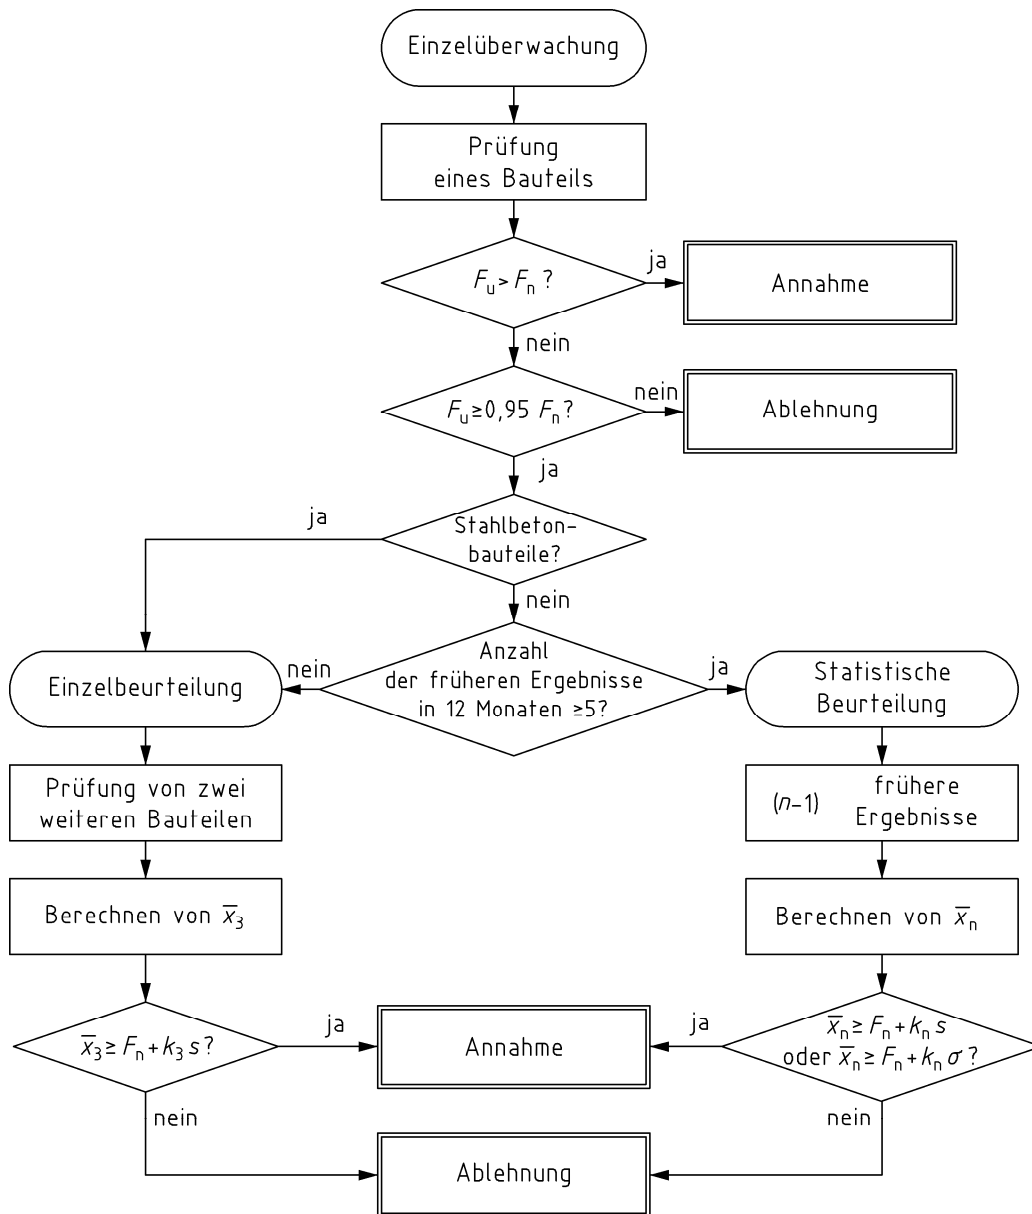 Einzelüberwachung
Prüfung
eines Bauteils
F_u > F_n ?
ja
Annahme
nein
F_u ≥ 0,95 F_n ?
nein
Ablehnung
ja
Stahlbeton-
bauteile?
ja
nein
Anzahl
der früheren Ergebnisse
in 12 Monaten ≥5?
nein
ja
Einzelbeurteilung
Statistische
Beurteilung
Prüfung von zwei
weiteren Bauteilen
(n–1) frühere
Ergebnisse
Berechnen von x̅_3
Berechnen von x̅_n
x̅_3 ≥ F_n + k_3 s ?
ja
Annahme
ja
x̅_n ≥ F_n + k_n s
oder x̅_n ≥ F_n + k_n σ ?
nein
nein
Ablehnung